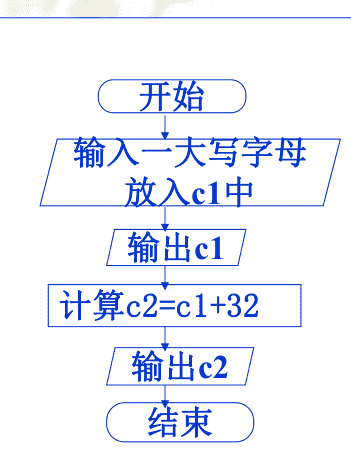 开始
输入一大写字母
放入c1中
输出c1
计算c2=c1+32
输出c2
结束